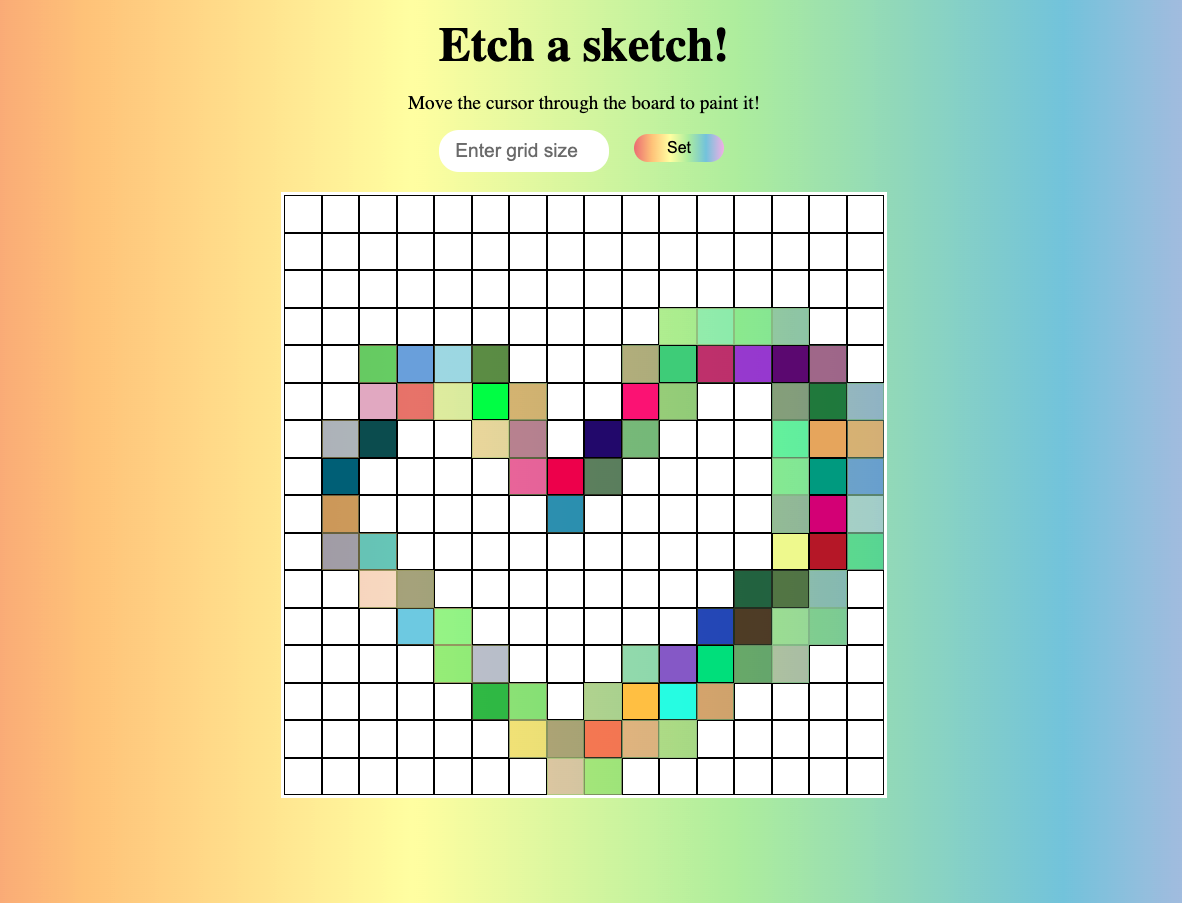 Etch a sketch!
Move the cursor through the board to paint it!
Enter grid size
Set